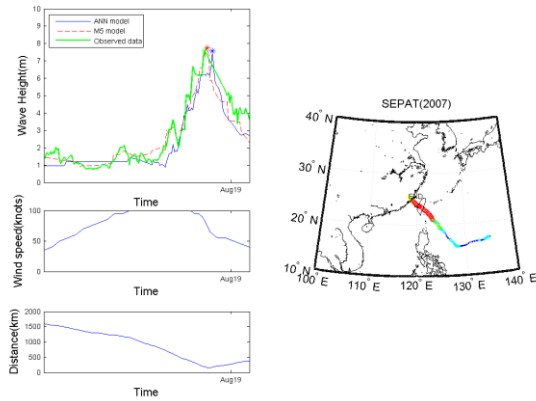 ANN model
M5 model
Observed data
10
9
8
7
6
5
4
3
2
1
0
Wave Height(m)
Aug19
Time
100
50
0
Wind speed(knots)
Aug19
Time
2000
1500
1000
500
0
Distance(km)
Aug19
Time
SEPAT(2007)
40° N
30° N
20° N
10° N
110° E
120° E
130° E
140° E